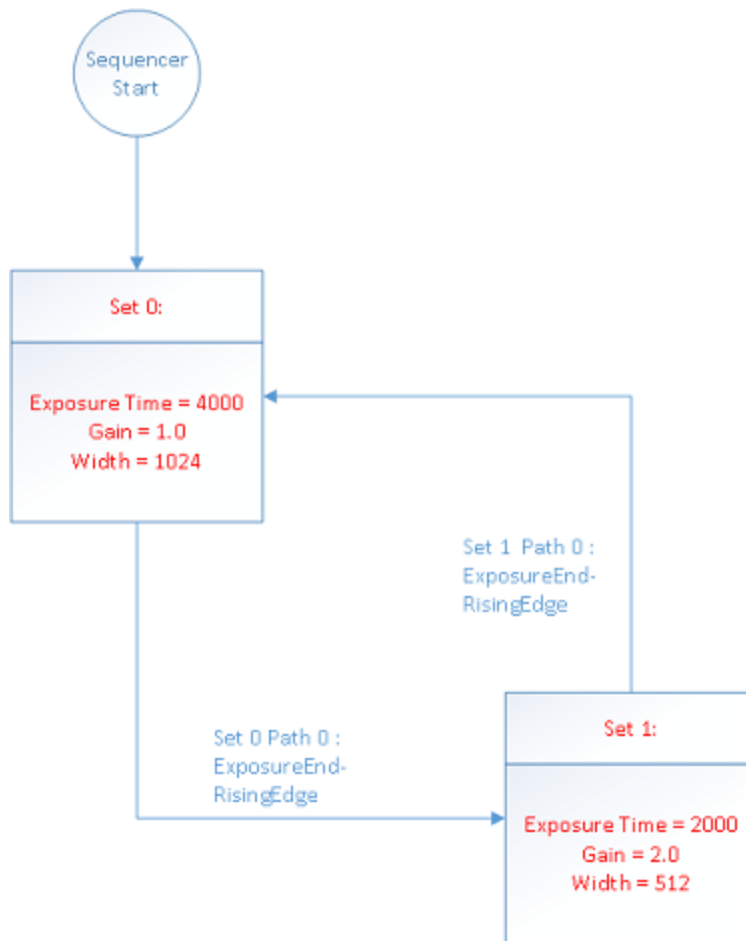 Sequencer
Start
Set 0:
Exposure Time = 4000
Gain = 1.0
Width = 1024
Set 1 Path 0 :
ExposureEnd-
RisingEdge
Set 0 Path 0 :
ExposureEnd-
RisingEdge
Set 1:
Exposure Time = 2000
Gain = 2.0
Width = 512